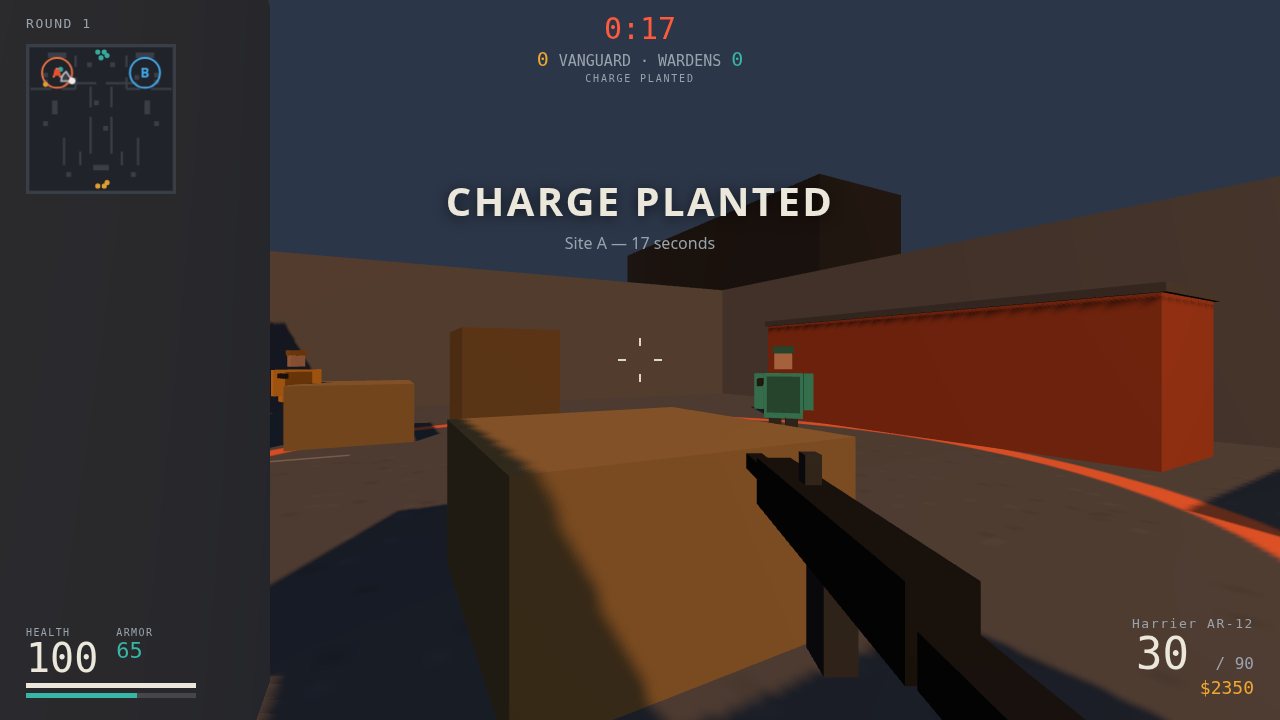 ROUND 1
A
B
0:17
0 VANGUARD · WARDENS 0
CHARGE PLANTED
CHARGE PLANTED
Site A — 17 seconds
HEALTH
100
ARMOR
65
Harrier AR-12
30 / 90
$2350